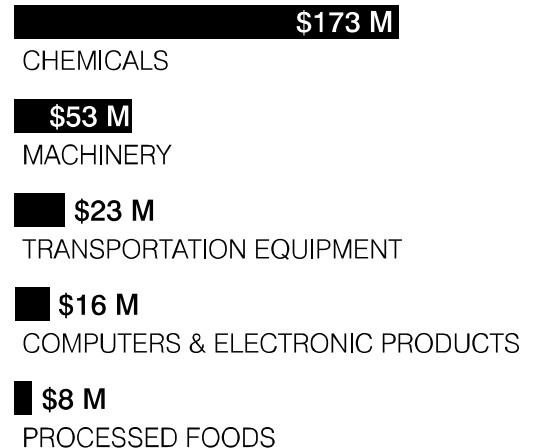 $173 M
CHEMICALS
$53 M
MACHINERY
$23 M
TRANSPORTATION EQUIPMENT
$16 M
COMPUTERS & ELECTRONIC PRODUCTS
$8 M
PROCESSED FOODS